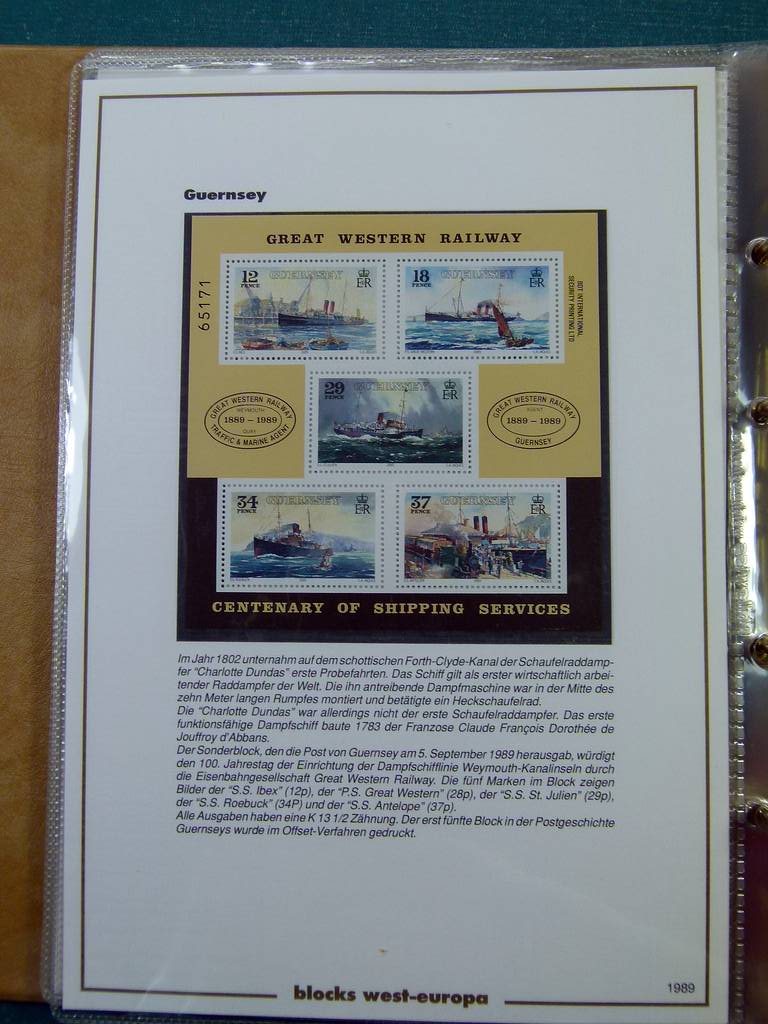 Guernsey
GREAT WESTERN RAILWAY
65171
12 GUERNSEY
PENCE E II R
18 GUERNSEY
PENCE E II R
BDT INTERNATIONAL
SECURITY PRINTING LTD
29 GUERNSEY
PENCE E II R
GREAT WESTERN RAILWAY
WEYMOUTH
1889 – 1989
QUAY
TRAFFIC & MARINE AGENT
GREAT WESTERN RAILWAY
AGENT
1889 – 1989
GUERNSEY
34 GUERNSEY
PENCE E II R
37 GUERNSEY
PENCE E II R
CENTENARY OF SHIPPING SERVICES
Im Jahr 1802 unternahm auf dem schottischen Forth-Clyde-Kanal der Schaufelraddamp-
fer "Charlotte Dundas" erste Probefahrten. Das Schiff gilt als erster wirtschaftlich arbei-
tender Raddampfer der Welt. Die ihn antreibende Dampfmaschine war in der Mitte des
zehn Meter langen Rumpfes montiert und betätigte ein Heckschaufelrad.
Die "Charlotte Dundas" war allerdings nicht der erste Schaufelraddampfer. Das erste
funktionsfähige Dampfschiff baute 1783 der Franzose Claude François Dorothée de
Jouffroy d'Abbans.
Der Sonderblock, den die Post von Guernsey am 5. September 1989 herausgab, würdigt
den 100. Jahrestag der Einrichtung der Dampfschifflinie Weymouth-Kanalinseln durch
die Eisenbahngesellschaft Great Western Railway. Die fünf Marken im Block zeigen
Bilder der "S.S. Ibex" (12p), der "P.S. Great Western" (28p), der "S.S. St. Julien" (29p),
der "S.S. Roebuck" (34P) und der "S.S. Antelope" (37p).
Alle Ausgaben haben eine K 13 1/2 Zähnung. Der erst fünfte Block in der Postgeschichte
Guernseys wurde im Offset-Verfahren gedruckt.
blocks west-europa
1989